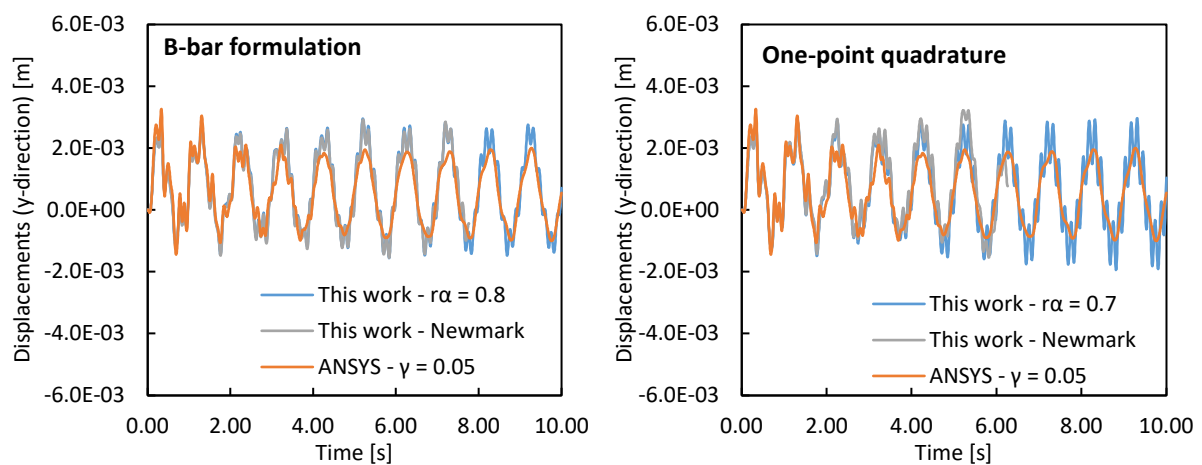 B-bar formulation
Displacements (y-direction) [m]
6.0E-03
4.0E-03
2.0E-03
0.0E+00
-2.0E-03
-4.0E-03
-6.0E-03
This work - rα = 0.8
This work - Newmark
ANSYS - γ = 0.05
0.00 2.00 4.00 6.00 8.00 10.00
Time [s]
One-point quadrature
Displacements (y-direction) [m]
6.0E-03
4.0E-03
2.0E-03
0.0E+00
-2.0E-03
-4.0E-03
-6.0E-03
This work - rα = 0.7
This work - Newmark
ANSYS - γ = 0.05
0.00 2.00 4.00 6.00 8.00 10.00
Time [s]